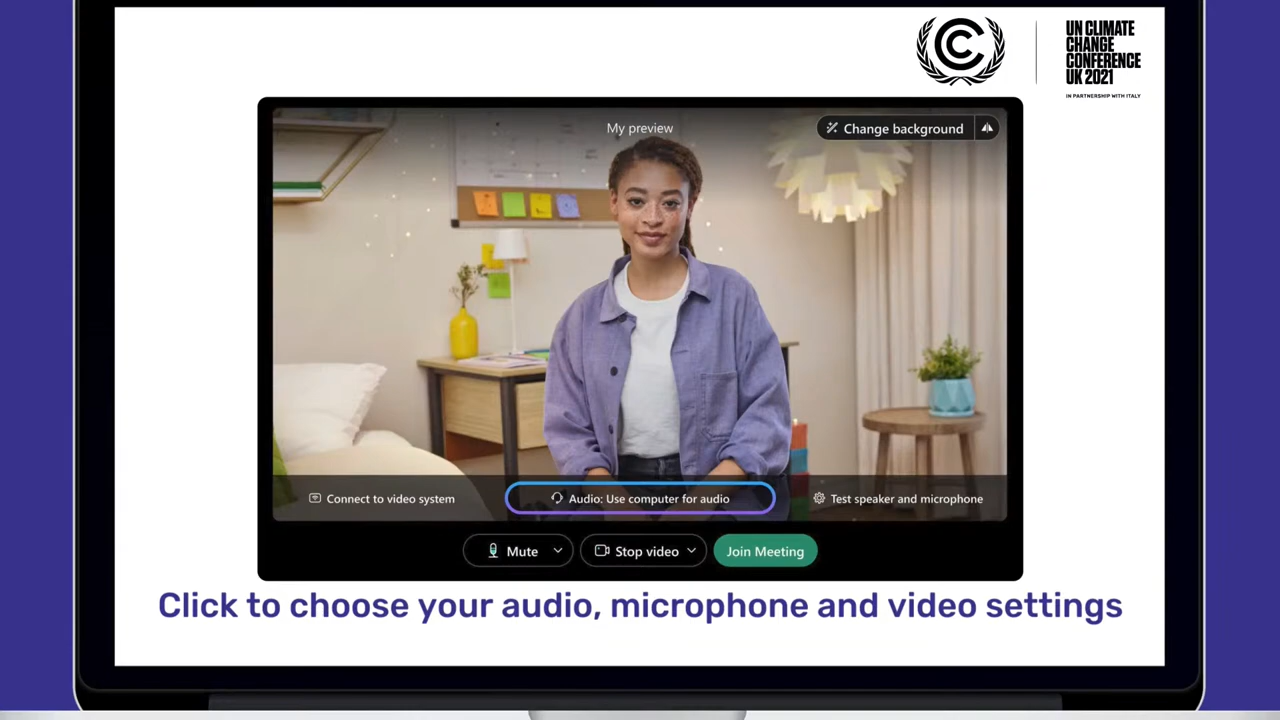 UN CLIMATE
CHANGE
CONFERENCE
UK 2021
IN PARTNERSHIP WITH ITALY
My preview
Change background
Connect to video system
Audio: Use computer for audio
Test speaker and microphone
Mute
Stop video
Join Meeting
Click to choose your audio, microphone and video settings